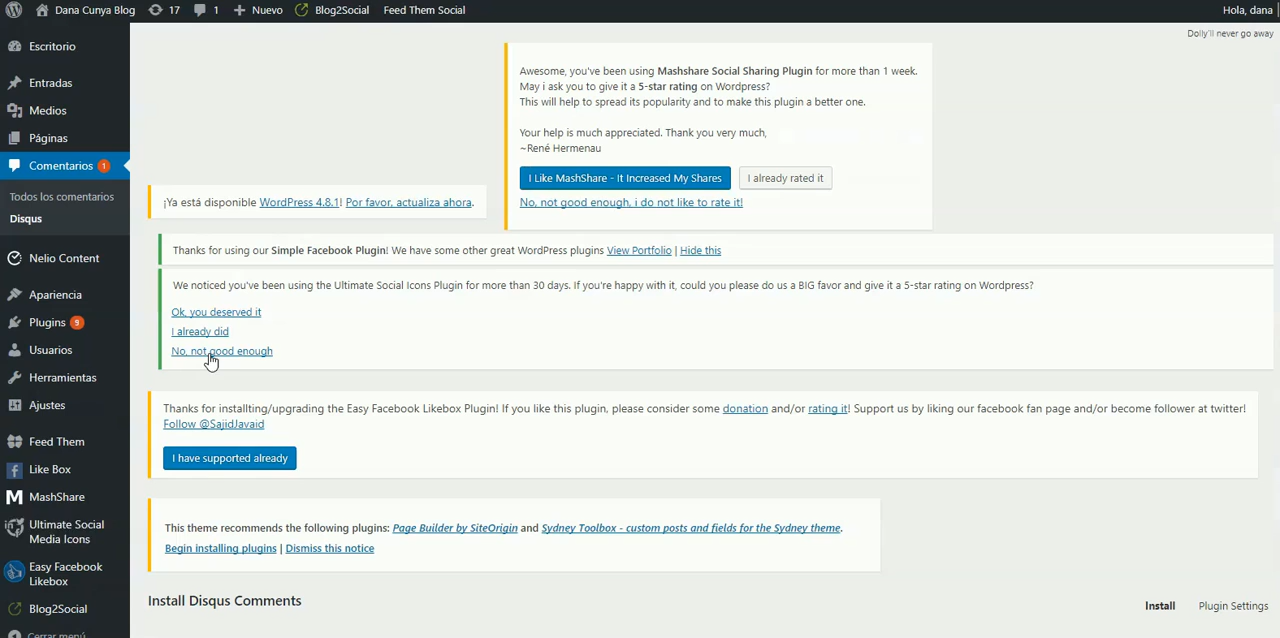 Dana Cunya Blog 17 1 Nuevo Blog2Social Feed Them Social Hola, dana
Dolly'll never go away
Escritorio
Entradas
Medios
Páginas
Comentarios 1
Todos los comentarios
Disqus
Nelio Content
Apariencia
Plugins 9
Usuarios
Herramientas
Ajustes
Feed Them
Like Box
MashShare
Ultimate Social
Media Icons
Easy Facebook
Likebox
Blog2Social
Cerrar menú
Awesome, you've been using Mashshare Social Sharing Plugin for more than 1 week.
May i ask you to give it a 5-star rating on Wordpress?
This will help to spread its popularity and to make this plugin a better one.
Your help is much appreciated. Thank you very much,
~René Hermenau
I Like MashShare - It Increased My Shares I already rated it
No, not good enough, i do not like to rate it!
¡Ya está disponible WordPress 4.8.1! Por favor, actualiza ahora.
Thanks for using our Simple Facebook Plugin! We have some other great WordPress plugins View Portfolio | Hide this
We noticed you've been using the Ultimate Social Icons Plugin for more than 30 days. If you're happy with it, could you please do us a BIG favor and give it a 5-star rating on Wordpress?
Ok, you deserved it
I already did
No, not good enough
Thanks for installting/upgrading the Easy Facebook Likebox Plugin! If you like this plugin, please consider some donation and/or rating it! Support us by liking our facebook fan page and/or become follower at twitter!
Follow @SajidJavaid
I have supported already
This theme recommends the following plugins: Page Builder by SiteOrigin and Sydney Toolbox - custom posts and fields for the Sydney theme.
Begin installing plugins | Dismiss this notice
Install Disqus Comments
Install Plugin Settings